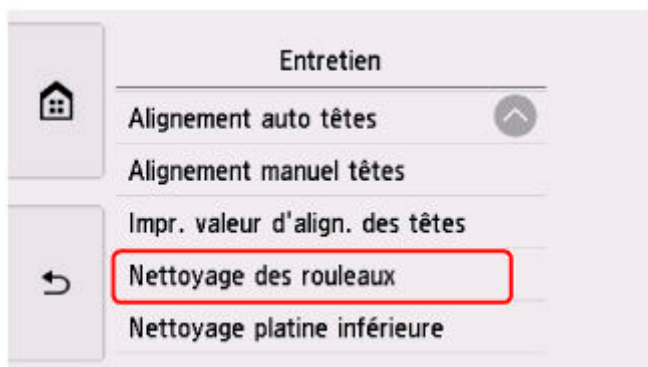 Entretien
Alignement auto têtes
Alignement manuel têtes
Impr. valeur d'align. des têtes
Nettoyage des rouleaux
Nettoyage platine inférieure